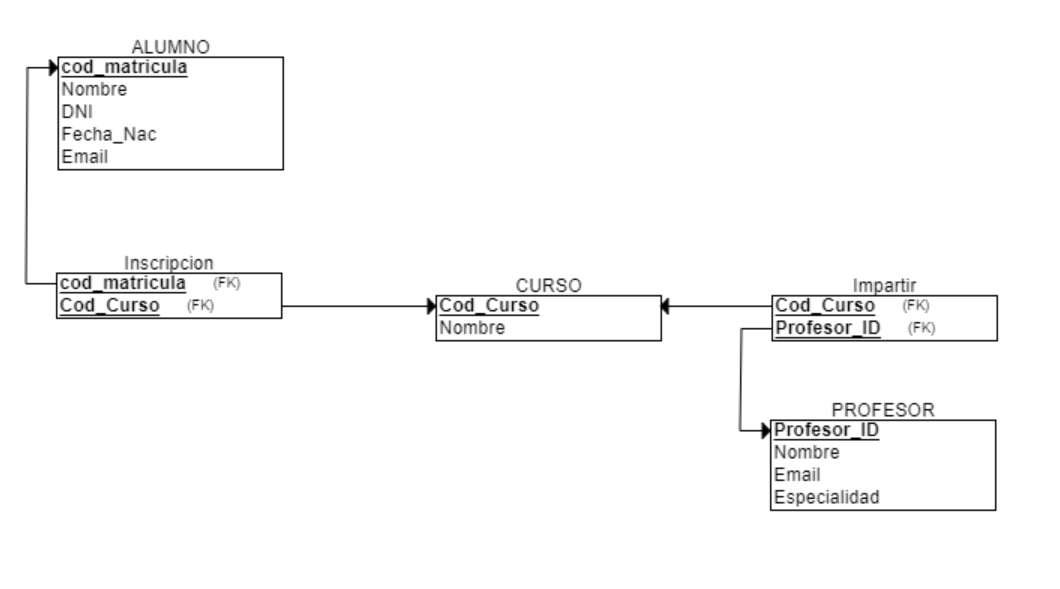 ALUMNO
cod_matricula
Nombre
DNI
Fecha_Nac
Email
Inscripcion
cod_matricula (FK)
Cod_Curso (FK)
CURSO
Cod_Curso
Nombre
Impartir
Cod_Curso (FK)
Profesor_ID (FK)
PROFESOR
Profesor_ID
Nombre
Email
Especialidad